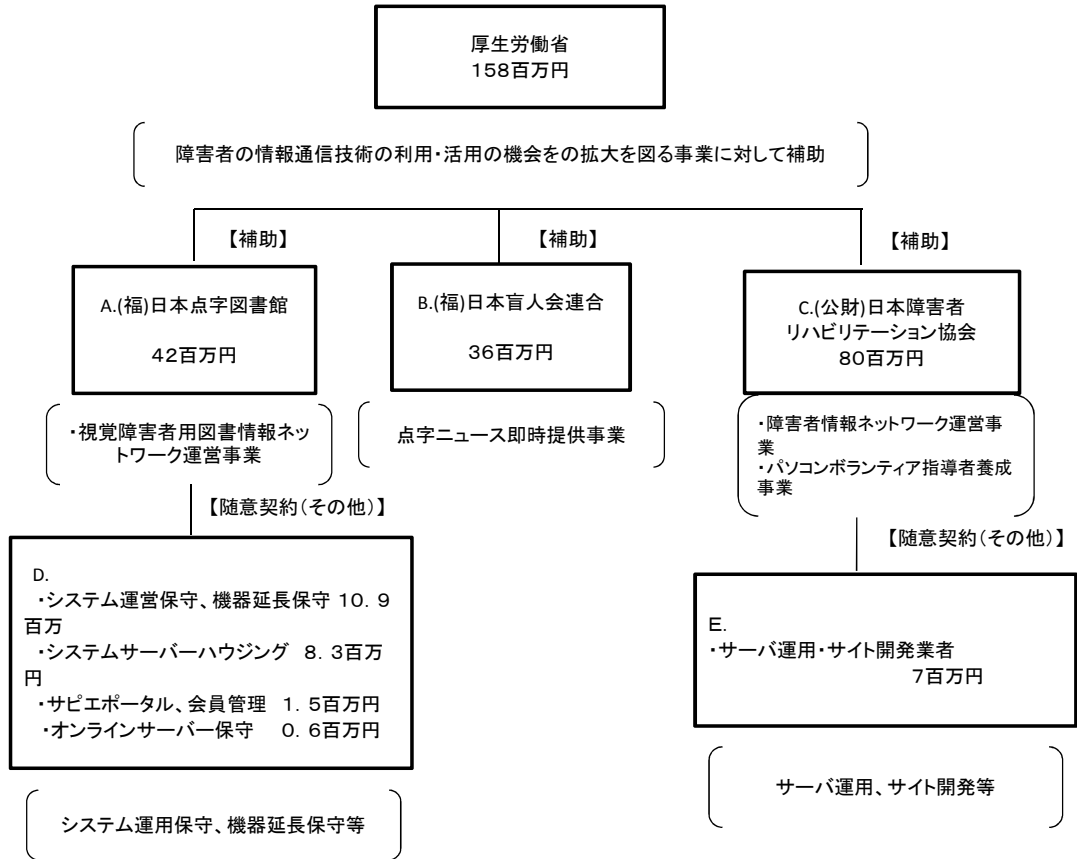 厚生労働省
158百万円
障害者の情報通信技術の利用・活用の機会をの拡大を図る事業に対して補助
【補助】
【補助】
【補助】
A.(福)日本点字図書館
42百万円
B.(福)日本盲人会連合
36百万円
C.(公財)日本障害者
リハビリテーション協会
80百万円
・視覚障害者用図書情報ネッ
トワーク運営事業
点字ニュース即時提供事業
・障害者情報ネットワーク運営事
業
・パソコンボランティア指導者養成
事業
【随意契約(その他)】
【随意契約(その他)】
D.
・システム運営保守、機器延長保守 10.9
百万
・システムサーバーハウジング 8.3百万
円
・サピエポータル、会員管理 1.5百万円
・オンラインサーバー保守 0.6百万円
E.
・サーバ運用・サイト開発業者
7百万円
システム運用保守、機器延長保守等
サーバ運用、サイト開発等